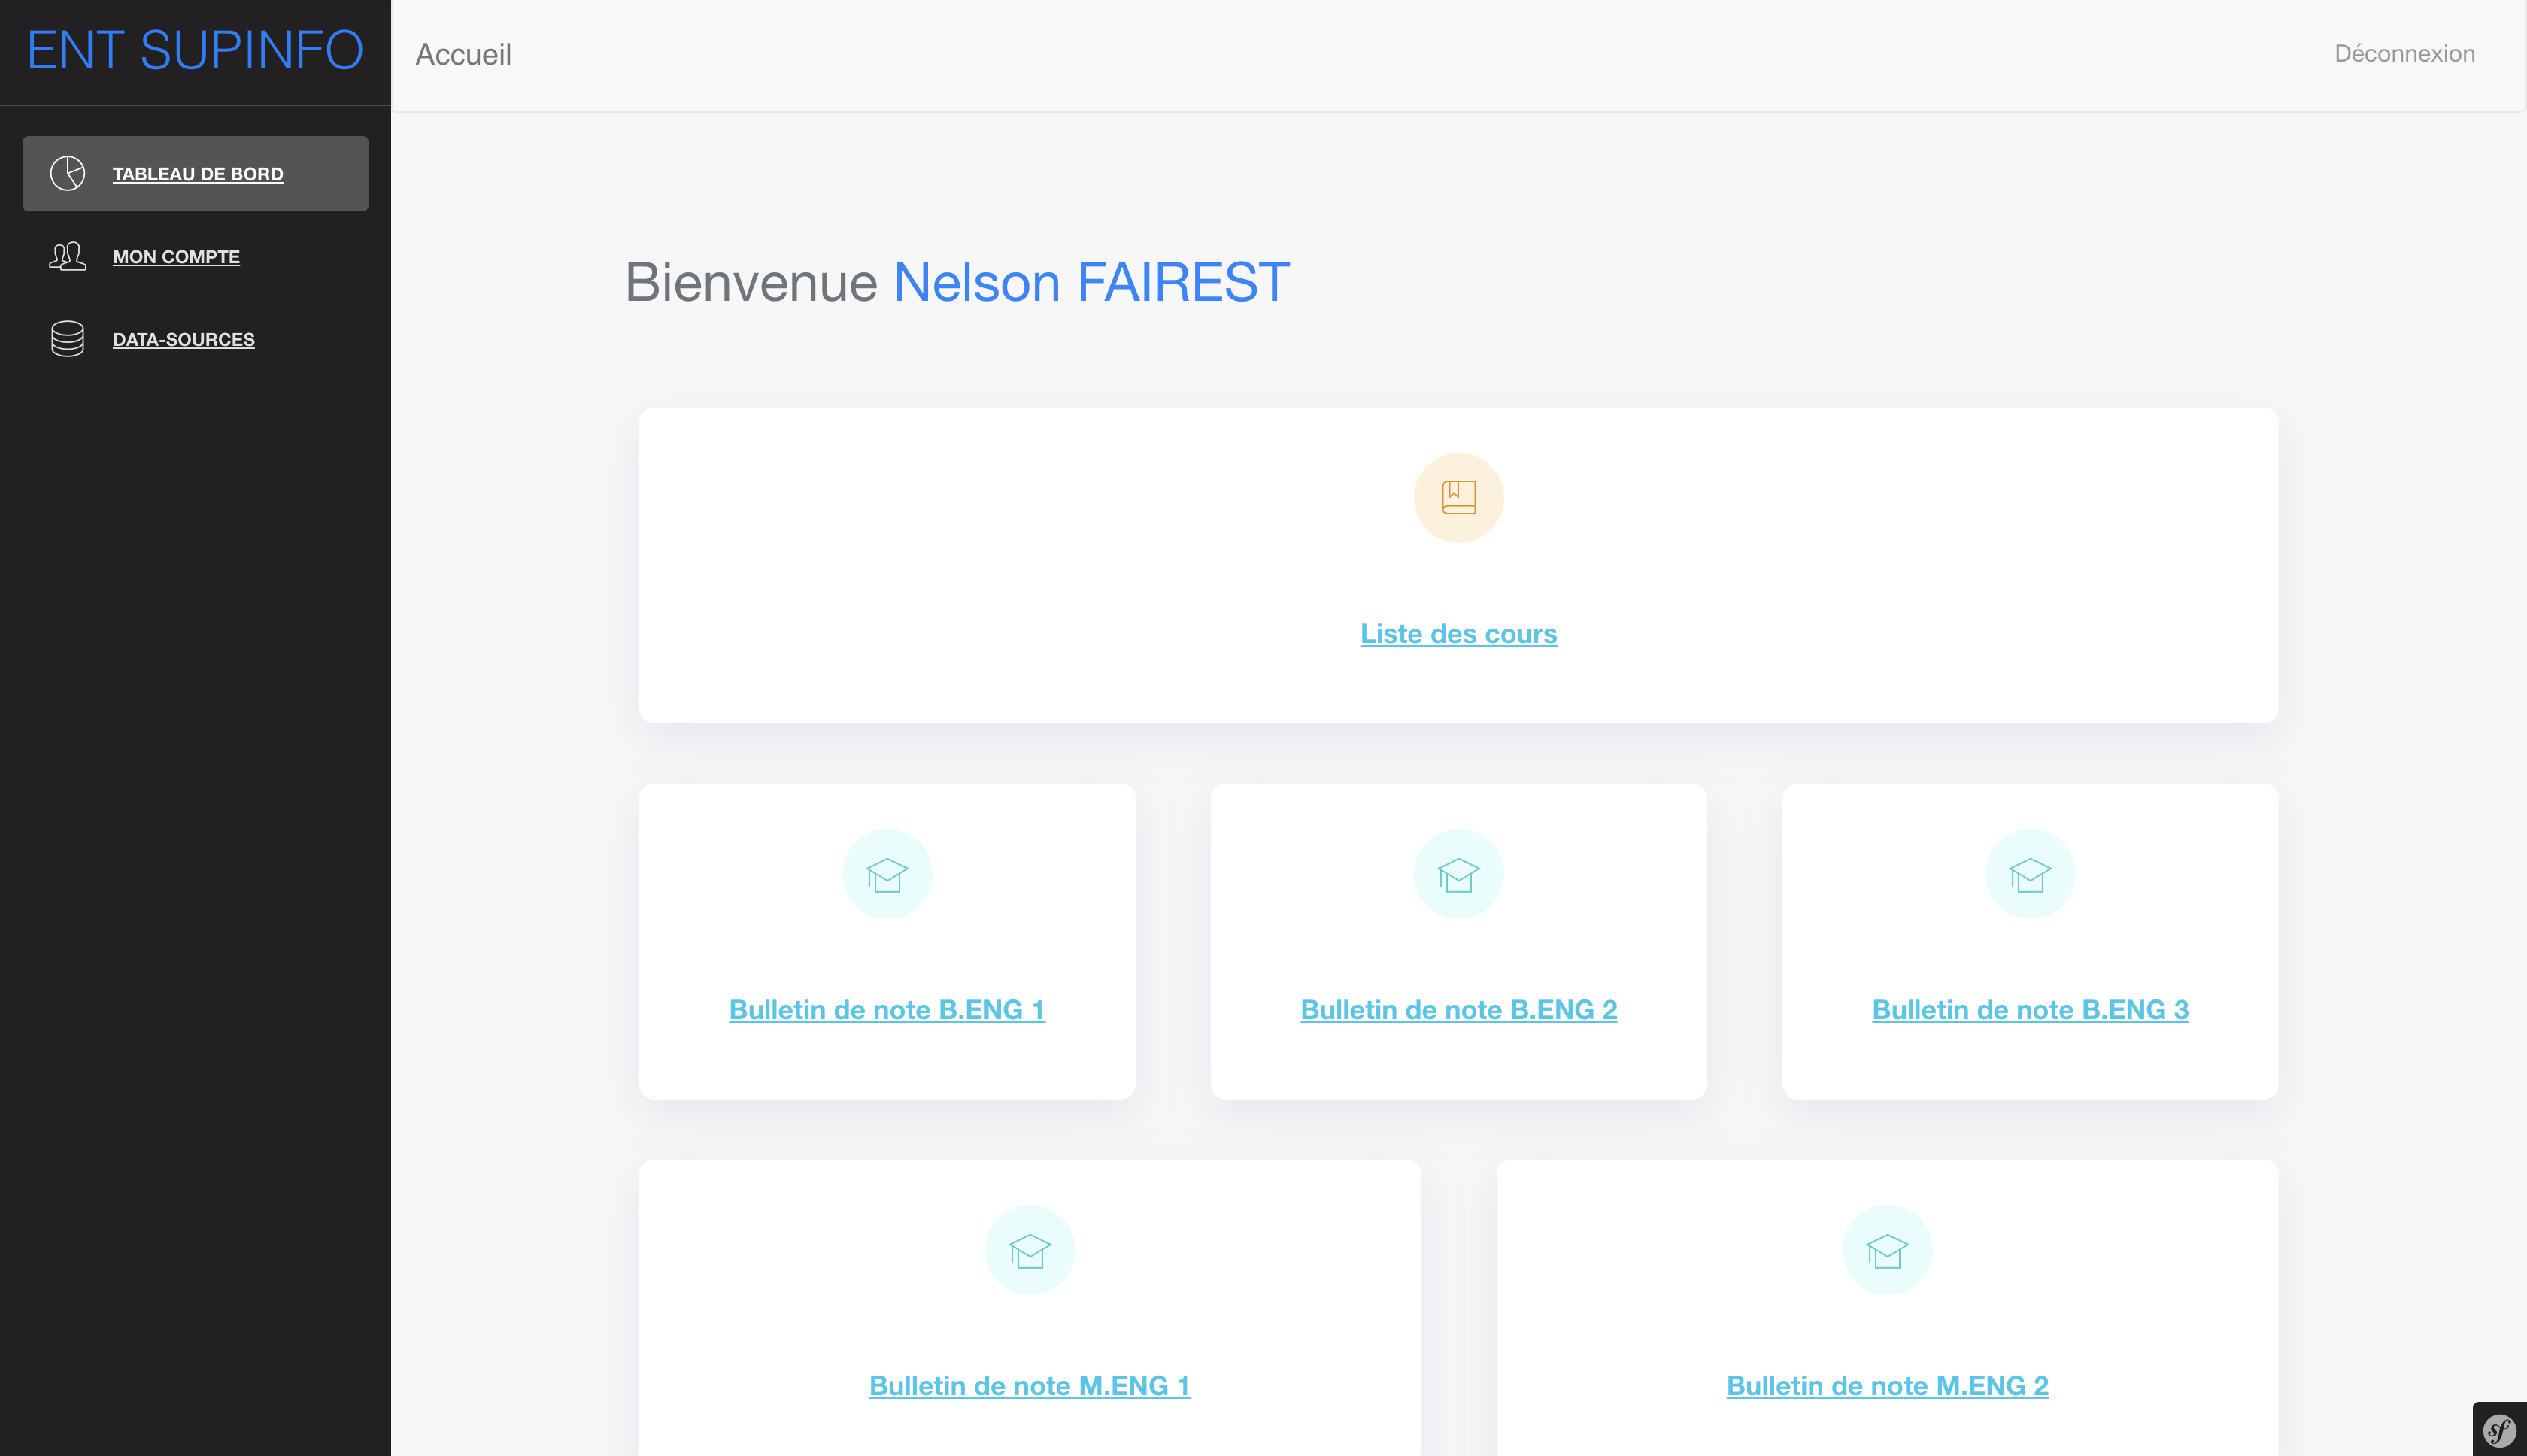 ENT SUPINFO
Accueil
Déconnexion
TABLEAU DE BORD
MON COMPTE
DATA-SOURCES
Bienvenue Nelson FAIREST
Liste des cours
Bulletin de note B.ENG 1
Bulletin de note B.ENG 2
Bulletin de note B.ENG 3
Bulletin de note M.ENG 1
Bulletin de note M.ENG 2
sf